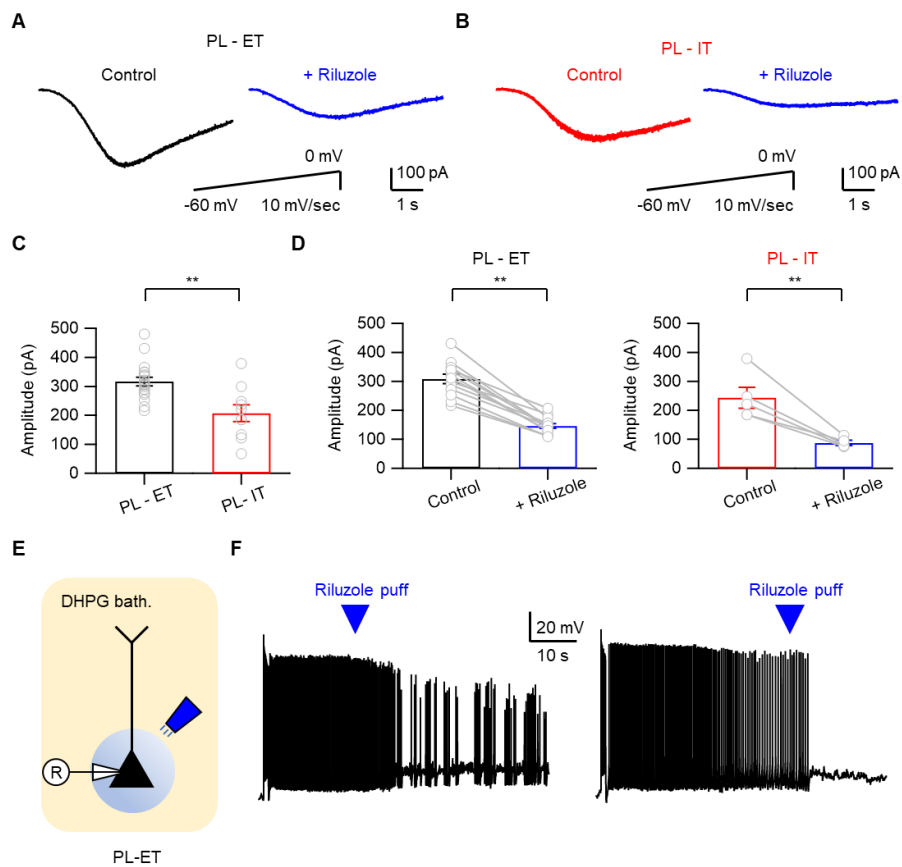 A
PL - ET
Control
+ Riluzole
0 mV
-60 mV
10 mV/sec
100 pA
1 s
B
PL - IT
Control
+ Riluzole
0 mV
-60 mV
10 mV/sec
100 pA
1 s
C
**
Amplitude (pA)
500
400
300
200
100
0
PL - ET
PL- IT
D
PL - ET
**
Amplitude (pA)
500
400
300
200
100
0
Control
+ Riluzole
PL - IT
**
Amplitude (pA)
500
400
300
200
100
0
Control
+ Riluzole
E
DHPG bath.
R
PL-ET
F
Riluzole puff
20 mV
10 s
Riluzole puff